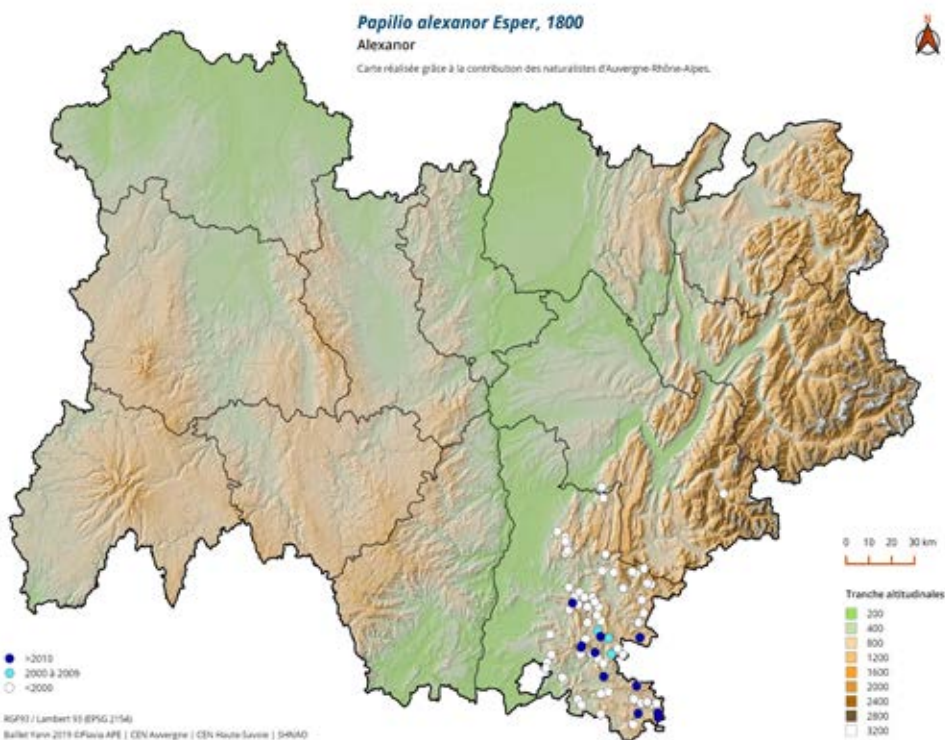 Papilio alexanor Esper, 1800
Alexanor
Carte réalisée grâce à la contribution des naturalistes d'Auvergne-Rhône-Alpes.
N
0 10 20 30 km
Tranche altitudinales
200
400
800
1200
1600
2000
2400
2800
3200
>2010
2000 à 2009
<2000
RGF93 / Lambert 93 (EPSG 2154)
Baillet Yann 2019 ©Flavia APE | CEN Auvergne | CEN Haute-Savoie | SHNAO